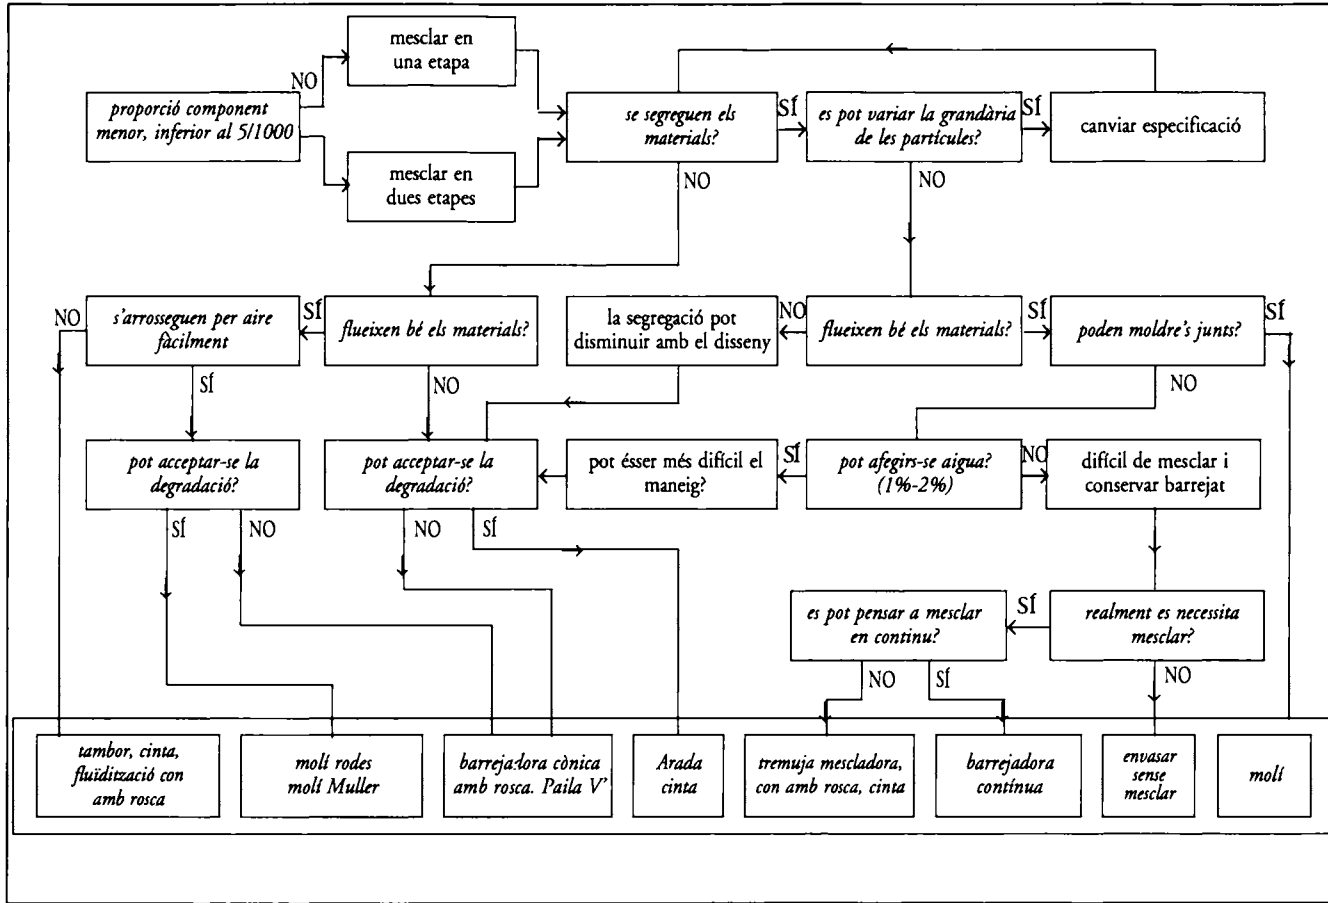 mesclar en
una etapa
NO
proporció component
menor, inferior al 5/1000
mesclar en
dues etapes
se segreguen els
materials?
SÍ
es pot variar la grandària
de les partícules?
SÍ
canviar especificació
NO
NO
NO
s'arrosseguen per aire
fàcilment
SÍ
flueixen bé els materials?
la segregació pot
disminuir amb el disseny
NO
flueixen bé els materials?
SÍ
poden moldre's junts?
SÍ
SÍ
NO
NO
pot acceptar-se la
degradació?
pot acceptar-se la
degradació?
pot ésser més difícil el
maneig?
SÍ
pot afegirs-se aigua?
(1%-2%)
NO
difícil de mesclar i
conservar barrejat
SÍ
NO
NO
SÍ
es pot pensar a mesclar
en continu?
SÍ
realment es necessita
mesclar?
NO
SÍ
NO
tambor, cinta,
fluïdització con
amb rosca
molí rodes
molí Muller
barrejadora cònica
amb rosca. Paila V'
Arada
cinta
tremuja mescladora,
con amb rosca, cinta
barrejadora
contínua
envasar
sense
mesclar
molí